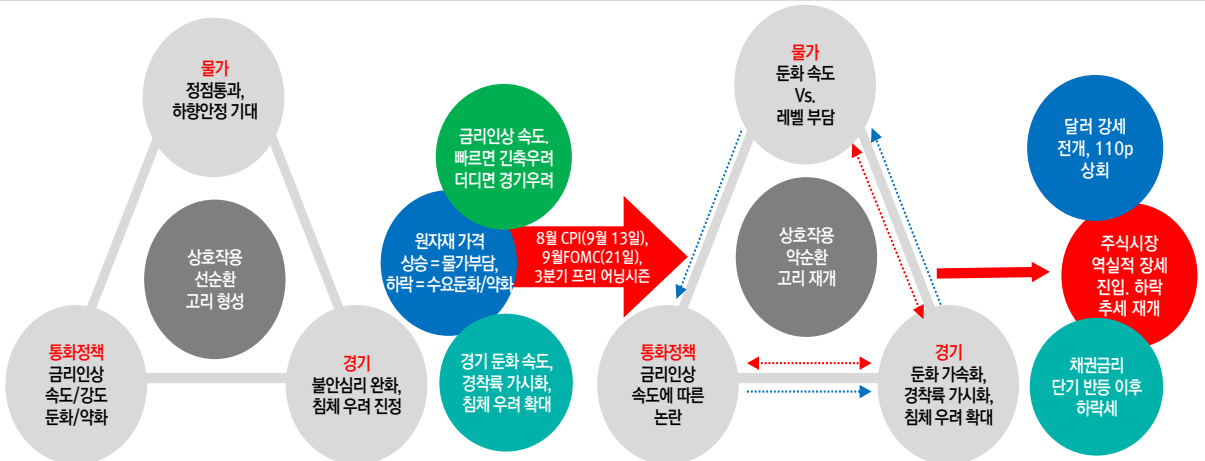 물가
정점통과,
하향안정 기대
상호작용
선순환
고리 형성
통화정책
금리인상
속도/강도
둔화/약화
경기
불안심리 완화,
침체 우려 진정
금리인상 속도.
빠르면 긴축우려
더디면 경기우려
원자재 가격
상승 = 물가부담,
하락 = 수요둔화/약화
경기 둔화 속도,
경착륙 가시화,
침체 우려 확대
8월 CPI(9월 13일),
9월FOMC(21일),
3분기 프리 어닝시즌
물가
둔화 속도
Vs.
레벨 부담
상호작용
악순환
고리 재개
통화정책
금리인상
속도에 따른
논란
경기
둔화 가속화,
경착륙 가시화,
침체 우려 확대
달러 강세
전개, 110p
상회
주식시장
역실적 장세
진입. 하락
추세 재개
채권금리
단기 반등 이후
하락세